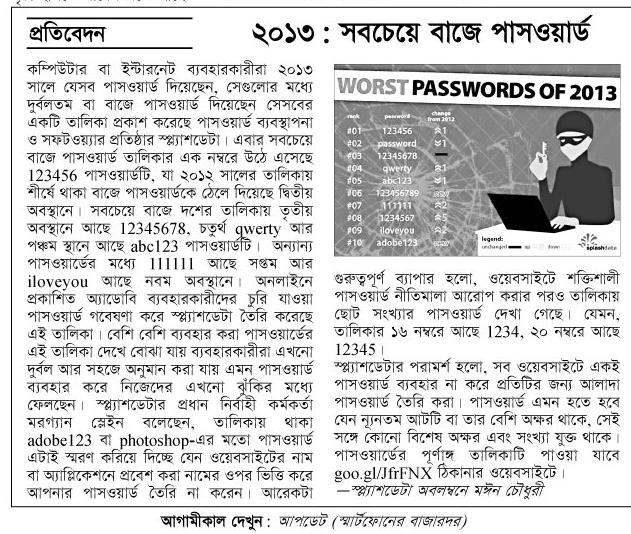 প্রতিবেদন
২০১৩ : সবচেয়ে বাজে পাসওয়ার্ড
কম্পিউটার বা ইন্টারনেট ব্যবহারকারীরা ২০১৩
সালে যেসব পাসওয়ার্ড দিয়েছেন, সেগুলোর মধ্যে
দুর্বলতম বা বাজে পাসওয়ার্ড দিয়েছেন সেসবের
একটি তালিকা প্রকাশ করেছে পাসওয়ার্ড ব্যবস্থাপনা
ও সফটওয়্যার প্রতিষ্ঠার স্প্ল্যাশডেটা। এবার সবচেয়ে
বাজে পাসওয়ার্ড তালিকার এক নম্বরে উঠে এসেছে
123456 পাসওয়ার্ডটি, যা ২০১২ সালের তালিকায়
শীর্ষে থাকা বাজে পাসওয়ার্ডকে ঠেলে দিয়েছে দ্বিতীয়
অবস্থানে। সবচেয়ে বাজে দশের তালিকায় তৃতীয়
অবস্থানে আছে 12345678, চতুর্থ qwerty আর
পঞ্চম স্থানে আছে abc123 পাসওয়ার্ডটি। অন্যান্য
পাসওয়ার্ডের মধ্যে 111111 আছে সপ্তম আর
iloveyou আছে নবম অবস্থানে। অনলাইনে
প্রকাশিত অ্যাডোবি ব্যবহারকারীদের চুরি যাওয়া
পাসওয়ার্ড গবেষণা করে স্প্ল্যাশডেটা তৈরি করেছে
এই তালিকা। বেশি বেশি ব্যবহার করা পাসওয়ার্ডের
এই তালিকা দেখে বোঝা যায় ব্যবহারকারীরা এখনো
দুর্বল আর সহজে অনুমান করা যায় এমন পাসওয়ার্ড
ব্যবহার করে নিজেদের এখনো ঝুঁকির মধ্যে
ফেলছেন। স্প্ল্যাশডেটার প্রধান নির্বাহী কর্মকর্তা
মরগ্যান স্লেইন বলেছেন, তালিকায় থাকা
adobe123 বা photoshop-এর মতো পাসওয়ার্ড
এটাই স্মরণ করিয়ে দিচ্ছে যেন ওয়েবসাইটের নাম
বা অ্যাপ্লিকেশনে প্রবেশ করা নামের ওপর ভিত্তি করে
আপনার পাসওয়ার্ড তৈরি না করেন। আরেকটা
WORST PASSWORDS OF 2013
rank password change
from 2012
#01 123456 1
#02 password 1
#03 12345678
#04 qwerty 1
#05 abc123 1
#06 123456789
#07 111111 2
#08 1234567 5
#09 iloveyou 2
#10 adobe123
legend:
unchanged up down
splashdata
গুরুত্বপূর্ণ ব্যাপার হলো, ওয়েবসাইটে শক্তিশালী
পাসওয়ার্ড নীতিমালা আরোপ করার পরও তালিকায়
ছোট সংখ্যার পাসওয়ার্ড দেখা গেছে। যেমন,
তালিকার ১৬ নম্বরে আছে 1234, ২০ নম্বরে আছে
12345।
স্প্ল্যাশডেটার পরামর্শ হলো, সব ওয়েবসাইটে একই
পাসওয়ার্ড ব্যবহার না করে প্রতিটির জন্য আলাদা
পাসওয়ার্ড তৈরি করা। পাসওয়ার্ড এমন হতে হবে
যেন ন্যূনতম আটটি বা তার বেশি অক্ষর থাকে, সেই
সঙ্গে কোনো বিশেষ অক্ষর এবং সংখ্যা যুক্ত থাকে।
পাসওয়ার্ডের পূর্ণাঙ্গ তালিকাটি পাওয়া যাবে
goo.gl/JfrFNX ঠিকানার ওয়েবসাইটে।
—স্প্ল্যাশডেটা অবলম্বনে মঈন চৌধুরী
আগামীকাল দেখুন : আপডেট (স্মার্টফোনের বাজারদর)